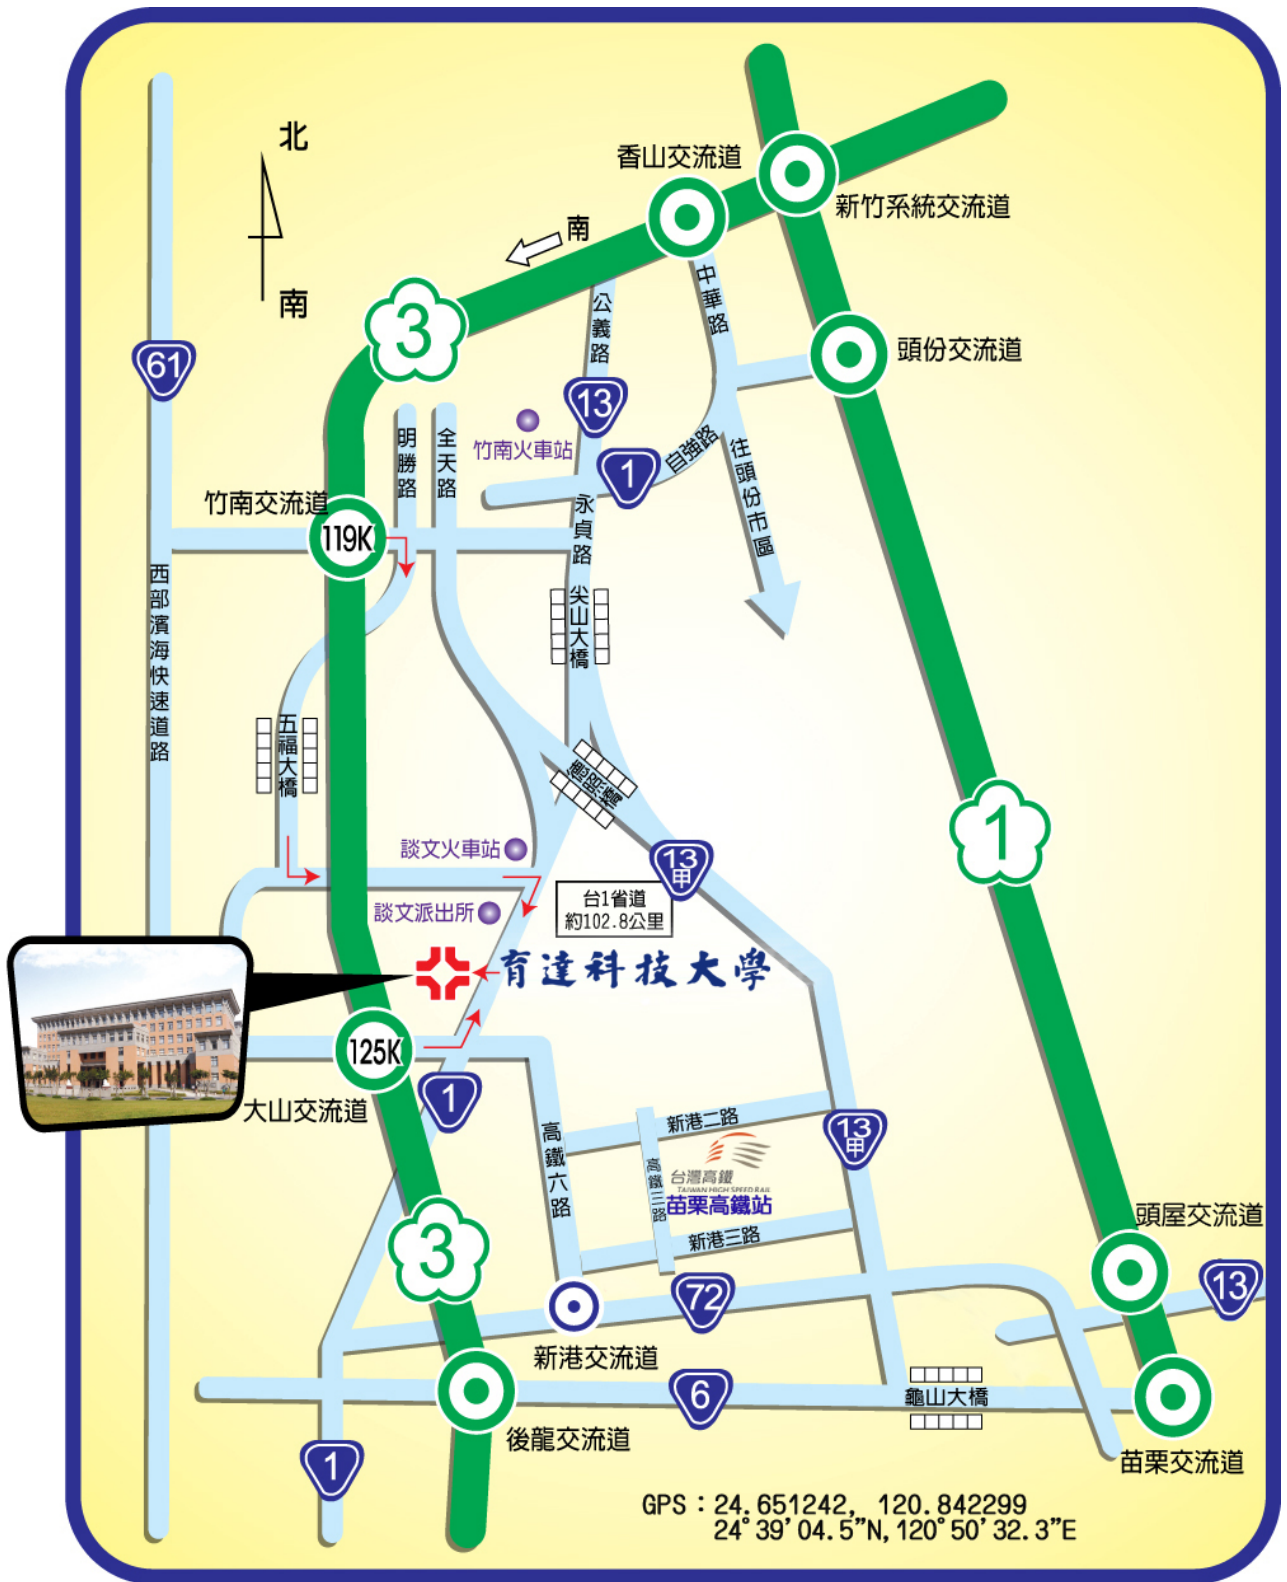 北
南
香山交流道
新竹系統交流道
南
中華路
公義路
3
61
頭份交流道
13
明勝路
全天路
竹南火車站
1
自強路
往頭份市區
竹南交流道
119K
永貞路
西部濱海快速道路
尖山大橋
五福大橋
德照橋
1
談文火車站
13甲
台1省道
約102.8公里
談文派出所
育達科技大學
125K
大山交流道
1
高鐵六路
新港二路
13甲
高鐵三路
台灣高鐵
TAIWAN HIGH SPEED RAIL
苗栗高鐵站
新港三路
3
頭屋交流道
13
72
新港交流道
6
龜山大橋
後龍交流道
1
苗栗交流道
GPS：24.651242, 120.842299
24°39'04.5"N,120°50'32.3"E